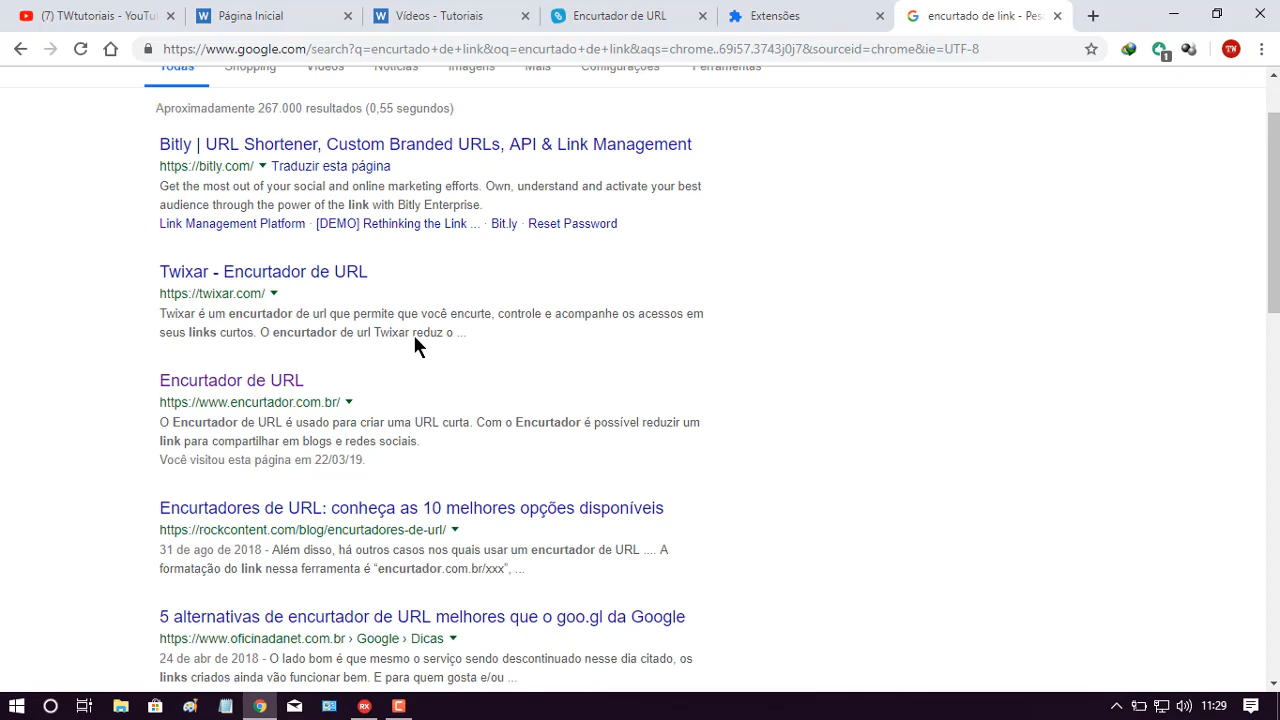 (7) TWtutoriais - YouTu
Página Inicial
Vídeos - Tutoriais
Encurtador de URL
Extensões
encurtado de link - Pes
https://www.google.com/search?q=encurtado+de+link&oq=encurtado+de+link&aqs=chrome..69i57.3743j0j7&sourceid=chrome&ie=UTF-8
1
TW
Todas Shopping Vídeos Notícias Imagens Mais Configurações Ferramentas
Aproximadamente 267.000 resultados (0,55 segundos)
Bitly | URL Shortener, Custom Branded URLs, API & Link Management
https://bitly.com/ Traduzir esta página
Get the most out of your social and online marketing efforts. Own, understand and activate your best
audience through the power of the link with Bitly Enterprise.
Link Management Platform · [DEMO] Rethinking the Link ... · Bit.ly · Reset Password
Twixar - Encurtador de URL
https://twixar.com/
Twixar é um encurtador de url que permite que você encurte, controle e acompanhe os acessos em
seus links curtos. O encurtador de url Twixar reduz o ...
Encurtador de URL
https://www.encurtador.com.br/
O Encurtador de URL é usado para criar uma URL curta. Com o Encurtador é possível reduzir um
link para compartilhar em blogs e redes sociais.
Você visitou esta página em 22/03/19.
Encurtadores de URL: conheça as 10 melhores opções disponíveis
https://rockcontent.com/blog/encurtadores-de-url/
31 de ago de 2018 - Além disso, há outros casos nos quais usar um encurtador de URL .... A
formatação do link nessa ferramenta é “encurtador.com.br/xxx”, ...
5 alternativas de encurtador de URL melhores que o goo.gl da Google
https://www.oficinadanet.com.br › Google › Dicas
24 de abr de 2018 - O lado bom é que mesmo o serviço sendo descontinuado nesse dia citado, os
links criados ainda vão funcionar bem. E para quem gosta e/ou ...
RX
C
11:29